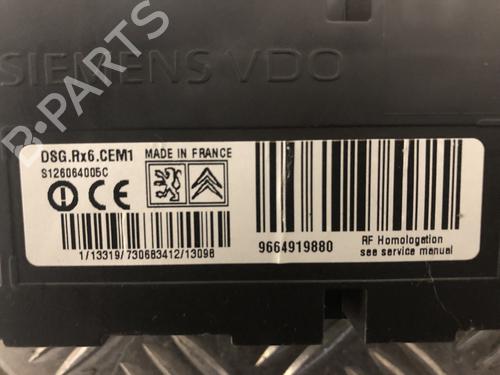 SIEMENS VDO
B-PARTS
DSG.Rx6.CEM1 MADE IN FRANCE
S126064005C
CE
1/13319/730683412/13098
9664919880
RF Homologation
see service manual